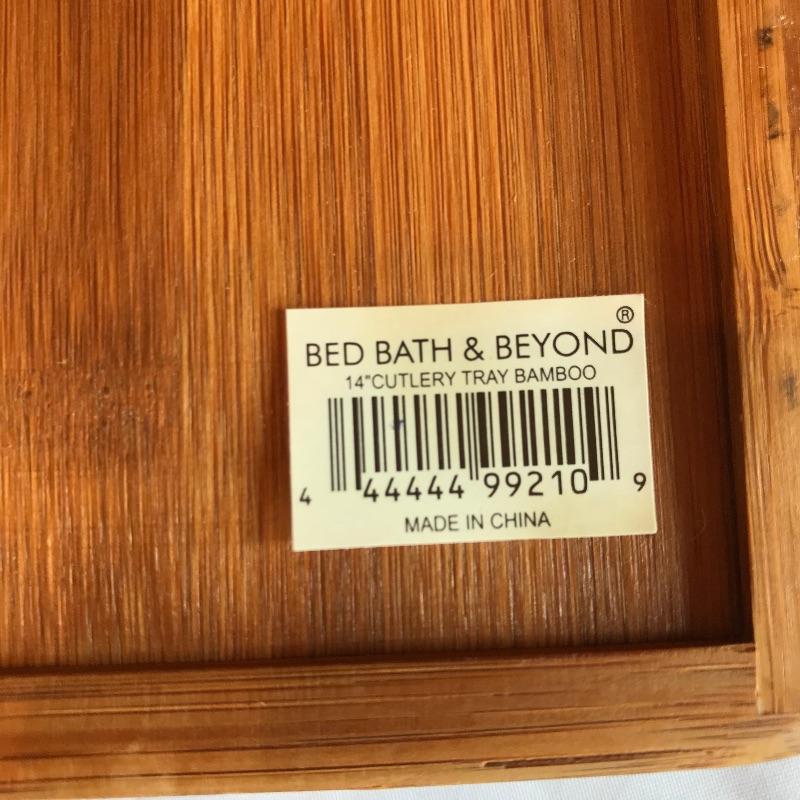 BED BATH & BEYOND®
14"CUTLERY TRAY BAMBOO
4 44444 99210 9
MADE IN CHINA